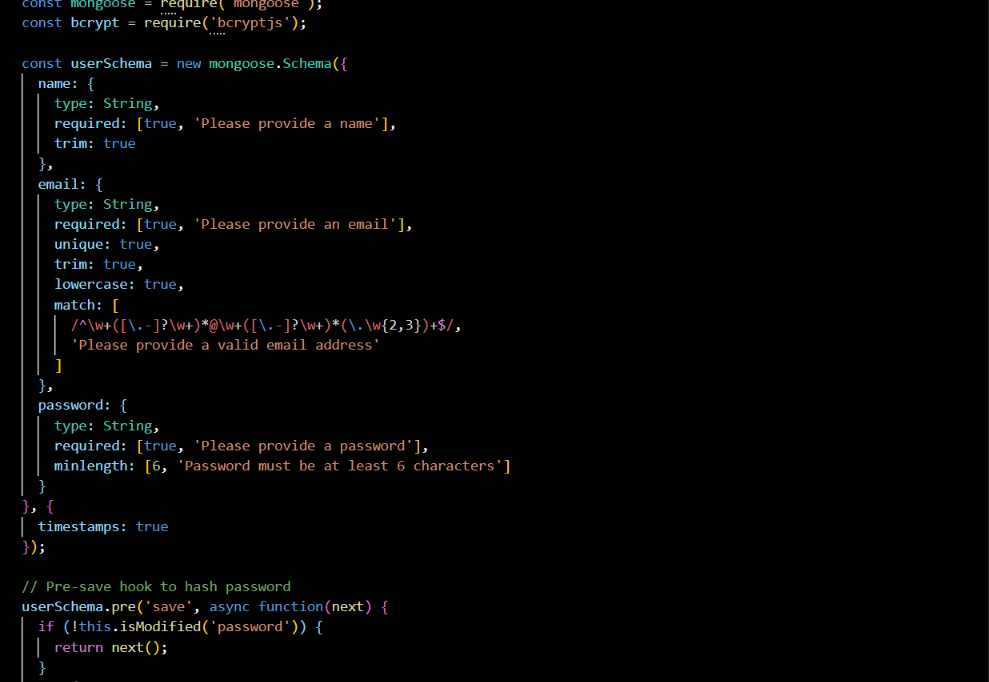 const mongoose = require('mongoose');
const bcrypt = require('bcryptjs');

const userSchema = new mongoose.Schema({
  name: {
    type: String,
    required: [true, 'Please provide a name'],
    trim: true
  },
  email: {
    type: String,
    required: [true, 'Please provide an email'],
    unique: true,
    trim: true,
    lowercase: true,
    match: [
      /^\w+([\.-]?\w+)*@\w+([\.-]?\w+)*(\.\w{2,3})+$/,
      'Please provide a valid email address'
    ]
  },
  password: {
    type: String,
    required: [true, 'Please provide a password'],
    minlength: [6, 'Password must be at least 6 characters']
  }
}, {
  timestamps: true
});

// Pre-save hook to hash password
userSchema.pre('save', async function(next) {
  if (!this.isModified('password')) {
    return next();
  }